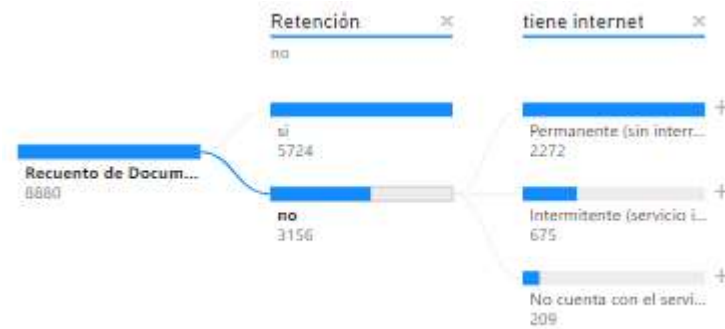 Retención ×
no
tiene internet ×
Recuento de Docum...
8880
si
5724
no
3156
Permanente (sin interr...
2272
Intermitente (servicio i...
675
No cuenta con el servi...
209